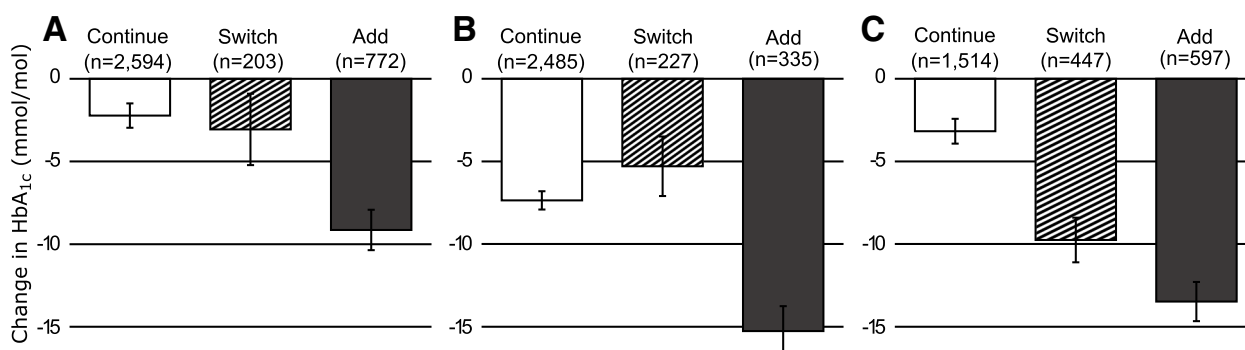 A
Continue
(n=2,594)
Switch
(n=203)
Add
(n=772)
B
Continue
(n=2,485)
Switch
(n=227)
Add
(n=335)
C
Continue
(n=1,514)
Switch
(n=447)
Add
(n=597)
Change in HbA1c (mmol/mol)
0
-5
-10
-15
0
-5
-10
-15
0
-5
-10
-15